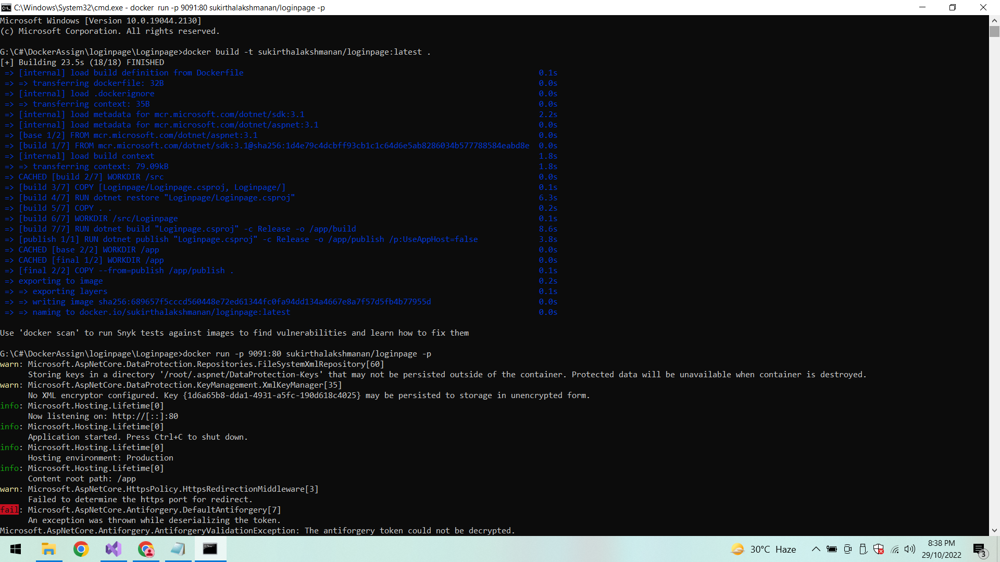 C:\Windows\System32\cmd.exe - docker  run -p 9091:80 sukirthalakshmanan/loginpage -p
Microsoft Windows [Version 10.0.19044.2130]
(c) Microsoft Corporation. All rights reserved.
G:\C#\DockerAssign\loginpage\Loginpage>docker build -t sukirthalakshmanan/loginpage:latest .
[+] Building 23.5s (18/18) FINISHED
=> [internal] load build definition from Dockerfile 0.1s
=> => transferring dockerfile: 32B 0.0s
=> [internal] load .dockerignore 0.0s
=> => transferring context: 35B 0.0s
=> [internal] load metadata for mcr.microsoft.com/dotnet/sdk:3.1 2.2s
=> [internal] load metadata for mcr.microsoft.com/dotnet/aspnet:3.1 0.0s
=> [base 1/2] FROM mcr.microsoft.com/dotnet/aspnet:3.1 0.0s
=> [build 1/7] FROM mcr.microsoft.com/dotnet/sdk:3.1@sha256:1d4e79c4dcbff93cb1c1c64d6e5ab8286034b577788584eabd8e 0.0s
=> [internal] load build context 1.8s
=> => transferring context: 79.09kB 1.8s
=> CACHED [build 2/7] WORKDIR /src 0.0s
=> [build 3/7] COPY [Loginpage/Loginpage.csproj, Loginpage/] 0.1s
=> [build 4/7] RUN dotnet restore "Loginpage/Loginpage.csproj" 6.3s
=> [build 5/7] COPY . . 0.2s
=> [build 6/7] WORKDIR /src/Loginpage 0.1s
=> [build 7/7] RUN dotnet build "Loginpage.csproj" -c Release -o /app/build 8.6s
=> [publish 1/1] RUN dotnet publish "Loginpage.csproj" -c Release -o /app/publish /p:UseAppHost=false 3.8s
=> CACHED [base 2/2] WORKDIR /app 0.0s
=> CACHED [final 1/2] WORKDIR /app 0.0s
=> [final 2/2] COPY --from=publish /app/publish . 0.1s
=> exporting to image 0.2s
=> => exporting layers 0.1s
=> => writing image sha256:689657f5cccd560448e72ed61344fc0fa94dd134a4667e8a7f57d5fb4b77955d 0.0s
=> => naming to docker.io/sukirthalakshmanan/loginpage:latest 0.0s
Use 'docker scan' to run Snyk tests against images to find vulnerabilities and learn how to fix them
G:\C#\DockerAssign\loginpage\Loginpage>docker run -p 9091:80 sukirthalakshmanan/loginpage -p
warn: Microsoft.AspNetCore.DataProtection.Repositories.FileSystemXmlRepository[60]
Storing keys in a directory '/root/.aspnet/DataProtection-Keys' that may not be persisted outside of the container. Protected data will be unavailable when container is destroyed.
warn: Microsoft.AspNetCore.DataProtection.KeyManagement.XmlKeyManager[35]
No XML encryptor configured. Key {1d6a65b8-dda1-4931-a5fc-190d618c4025} may be persisted to storage in unencrypted form.
info: Microsoft.Hosting.Lifetime[0]
Now listening on: http://[::]:80
info: Microsoft.Hosting.Lifetime[0]
Application started. Press Ctrl+C to shut down.
info: Microsoft.Hosting.Lifetime[0]
Hosting environment: Production
info: Microsoft.Hosting.Lifetime[0]
Content root path: /app
warn: Microsoft.AspNetCore.HttpsPolicy.HttpsRedirectionMiddleware[3]
Failed to determine the https port for redirect.
fail: Microsoft.AspNetCore.Antiforgery.DefaultAntiforgery[7]
An exception was thrown while deserializing the token.
Microsoft.AspNetCore.Antiforgery.AntiforgeryValidationException: The antiforgery token could not be decrypted.
30°C Haze
8:38 PM
29/10/2022
3